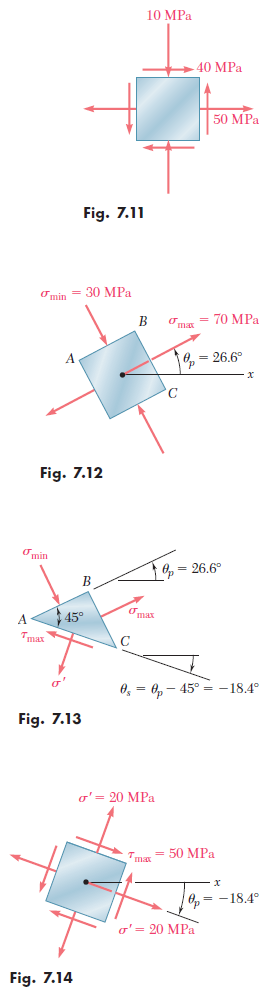 10 MPa
40 MPa
50 MPa
Fig. 7.11
σmin = 30 MPa
B
σmax = 70 MPa
A
θp = 26.6°
x
C
Fig. 7.12
σmin
B
θp = 26.6°
A
45°
σmax
τmax
C
σ′
θs = θp − 45° = −18.4°
Fig. 7.13
σ′ = 20 MPa
τmax = 50 MPa
x
θp = −18.4°
σ′ = 20 MPa
Fig. 7.14